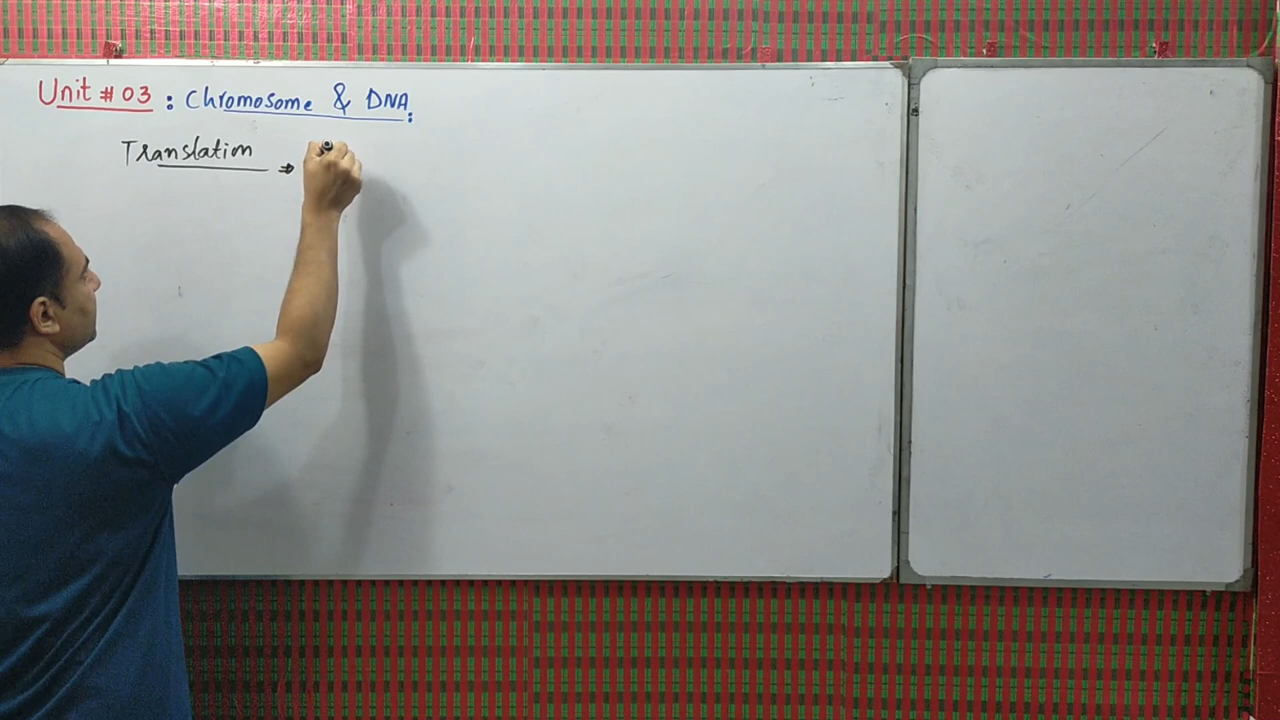 Unit # 03 : Chromosome & DNA :
Translation →